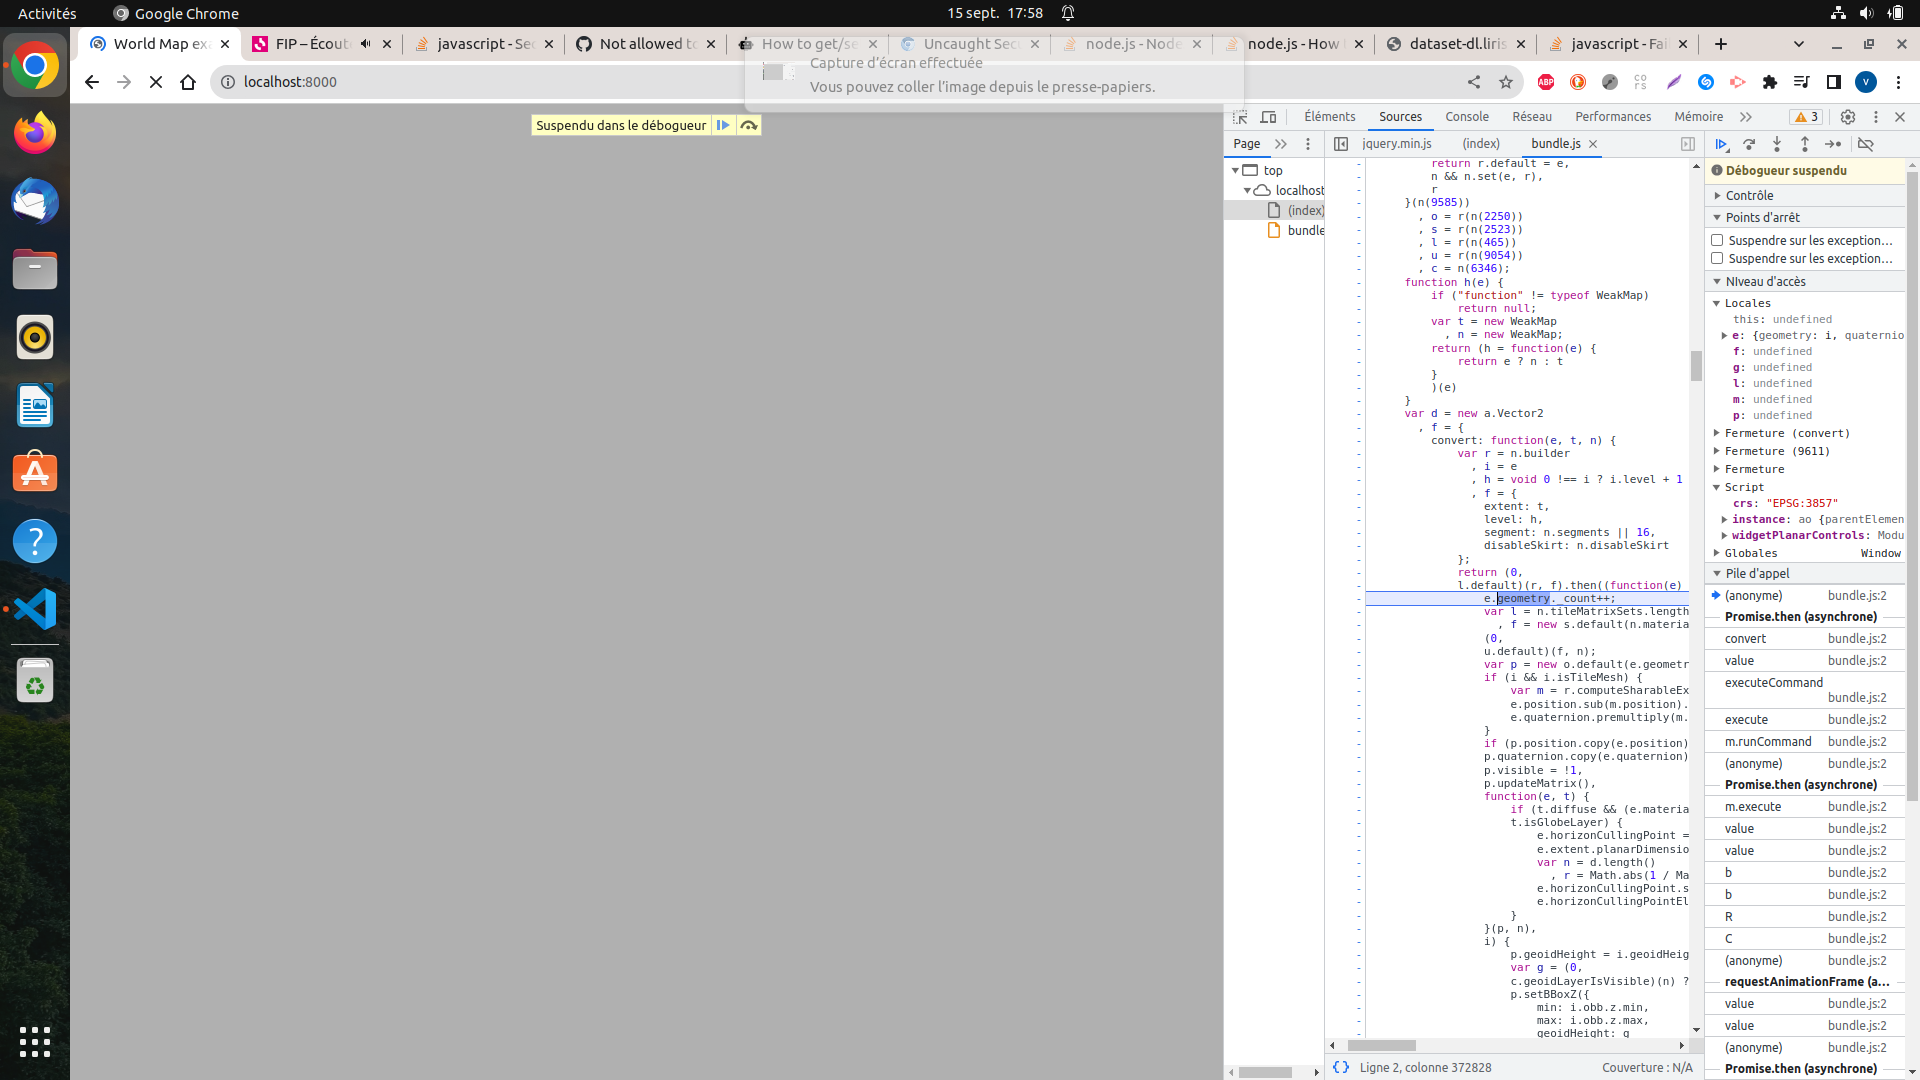 Activités
Google Chrome
15 sept. 17:58
World Map ex
FIP – Écout
javascript - Sec
Not allowed to
How to get/se
Uncaught Secu
node.js - Node
node.js - How
dataset-dl.liris
javascript - Fai
localhost:8000
Capture d'écran effectuée
Vous pouvez coller l'image depuis le presse-papiers.
ABP
V
Suspendu dans le débogueur
Éléments
Sources
Console
Réseau
Performances
Mémoire
3
Page
jquery.min.js
(index)
bundle.js
top
localhost
(index)
bundle
return r.default = e,
n && n.set(e, r),
r
}(n(9585))
, o = r(n(2250))
, s = r(n(2523))
, l = r(n(465))
, u = r(n(9054))
, c = n(6346);
function h(e) {
if ("function" != typeof WeakMap)
return null;
var t = new WeakMap
, n = new WeakMap;
return (h = function(e) {
return e ? n : t
}
)(e)
}
var d = new a.Vector2
, f = {
convert: function(e, t, n) {
var r = n.builder
, i = e
, h = void 0 !== i ? i.level + 1
, f = {
extent: t,
level: h,
segment: n.segments || 16,
disableSkirt: n.disableSkirt
};
return (0,
l.default)(r, f).then((function(e)
e.geometry._count++;
var l = n.tileMatrixSets.length
, f = new s.default(n.materia
(0,
u.default)(f, n);
var p = new o.default(e.geometr
if (i && i.isTileMesh) {
var m = r.computeSharableEx
e.position.sub(m.position).
e.quaternion.premultiply(m.
}
if (p.position.copy(e.position)
p.quaternion.copy(e.quaternion)
p.visible = !1,
p.updateMatrix(),
function(e, t) {
if (t.diffuse && (e.materia
t.isGlobeLayer) {
e.horizonCullingPoint =
e.extent.planarDimensio
var n = d.length()
, r = Math.abs(1 / Ma
e.horizonCullingPoint.s
e.horizonCullingPointEl
}
}(p, n),
i) {
p.geoidHeight = i.geoidHeig
var g = (0,
c.geoidLayerIsVisible)(n) ?
p.setBBoxZ({
min: i.obb.z.min,
max: i.obb.z.max,
geoidHeight: g
{ } Ligne 2, colonne 372828
Couverture : N/A
Débogueur suspendu
Contrôle
Points d'arrêt
Suspendre sur les exception...
Suspendre sur les exception...
NIveau d'accès
Locales
this: undefined
e: {geometry: i, quaternio
f: undefined
g: undefined
l: undefined
m: undefined
p: undefined
Fermeture (convert)
Fermeture (9611)
Fermeture
Script
crs: "EPSG:3857"
instance: ao {parentElemen
widgetPlanarControls: Modu
Globales Window
Pile d'appel
(anonyme) bundle.js:2
Promise.then (asynchrone)
convert bundle.js:2
value bundle.js:2
executeCommand
bundle.js:2
execute bundle.js:2
m.runCommand bundle.js:2
(anonyme) bundle.js:2
Promise.then (asynchrone)
m.execute bundle.js:2
value bundle.js:2
value bundle.js:2
b bundle.js:2
b bundle.js:2
R bundle.js:2
C bundle.js:2
(anonyme) bundle.js:2
requestAnimationFrame (a...
value bundle.js:2
value bundle.js:2
(anonyme) bundle.js:2
Promise.then (asynchrone)